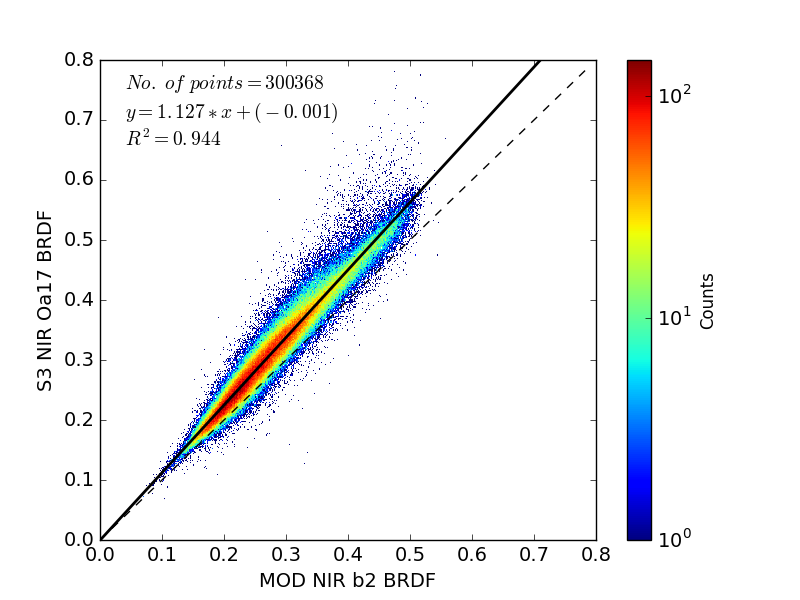 No. of points = 300368
y = 1.127 * x + ( − 0.001)
R² = 0.944
0.8
0.7
0.6
0.5
0.4
0.3
0.2
0.1
0.0
0.0 0.1 0.2 0.3 0.4 0.5 0.6 0.7 0.8
MOD NIR b2 BRDF
S3 NIR Oa17 BRDF
10²
10¹
10⁰
Counts